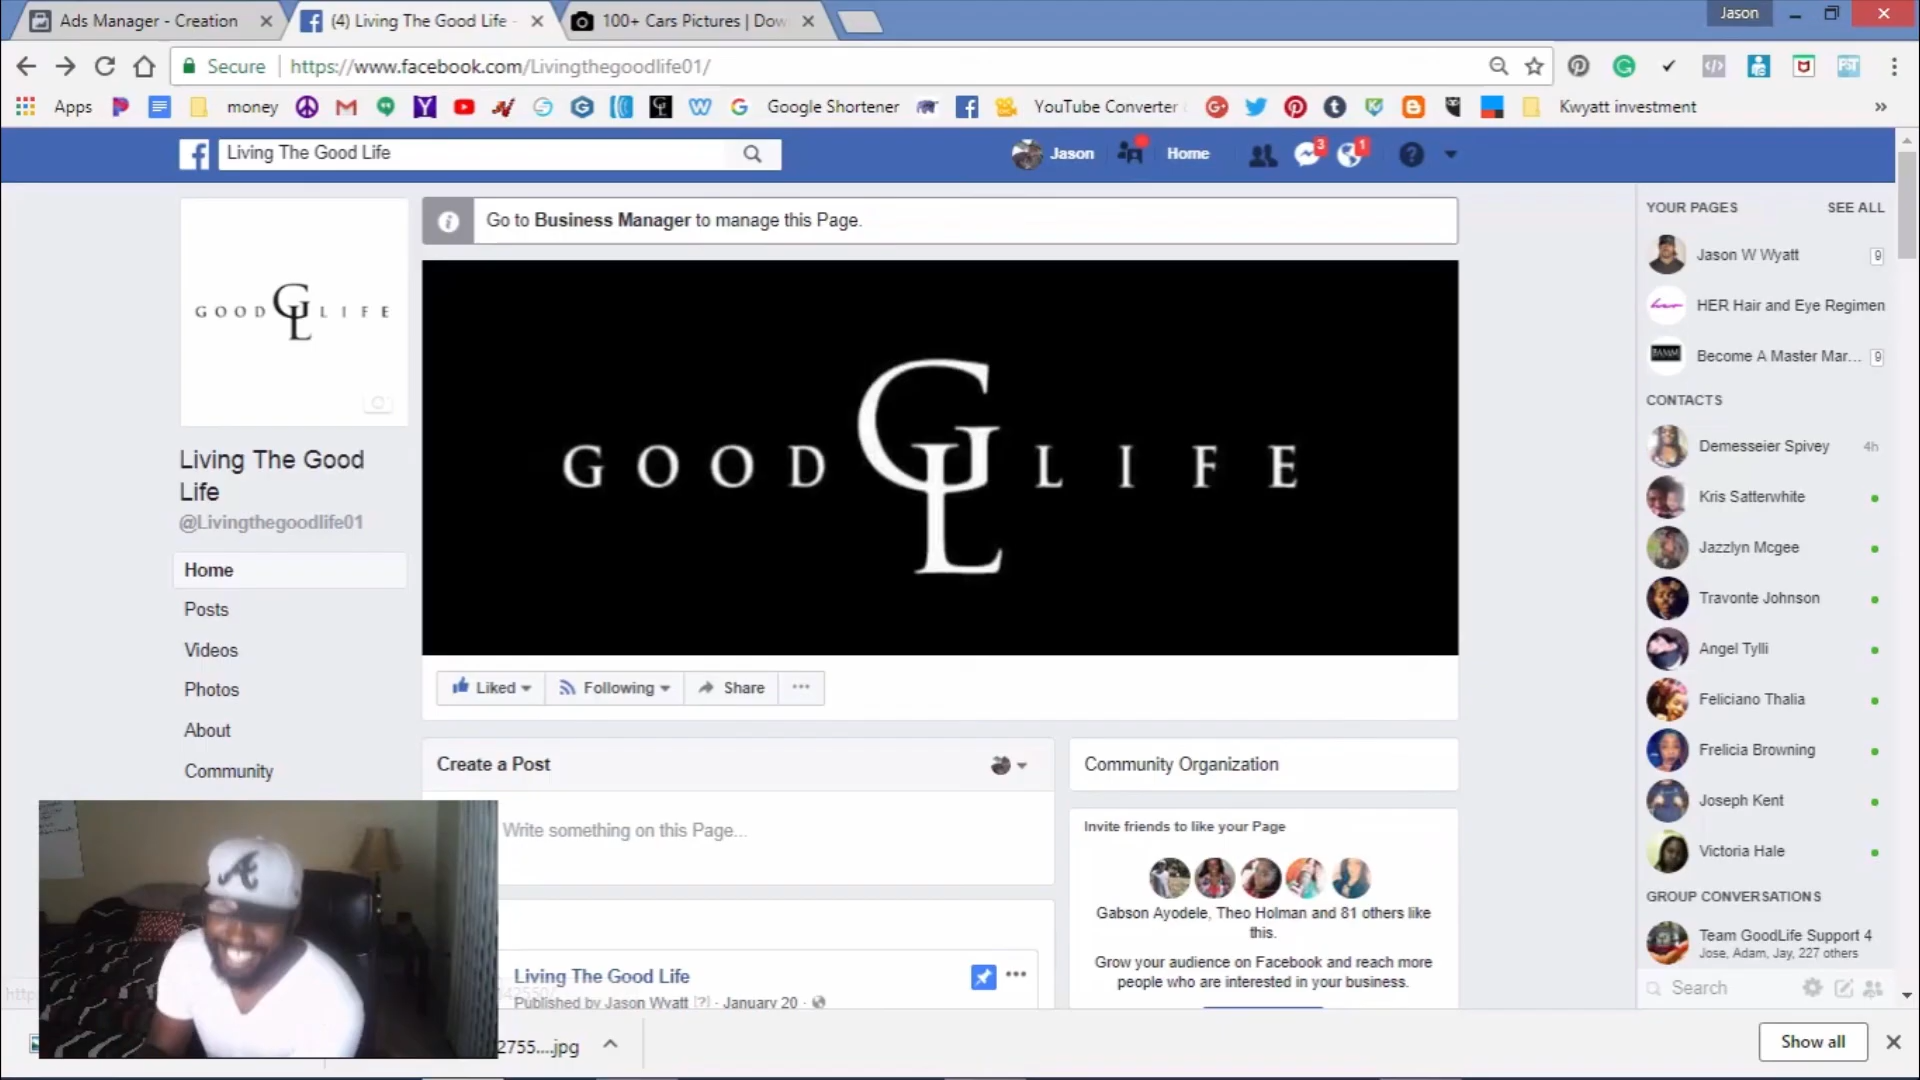 Ads Manager - Creation
(4) Living The Good Life -
100+ Cars Pictures | Dow
Jason
Secure
https://www.facebook.com/Livingthegoodlife01/
Apps
money
Google Shortener
YouTube Converter
Kwyatt investment
»
Living The Good Life
Jason
Home
3
1
Go to Business Manager to manage this Page.
GOOD GL LIFE
GOOD GL LIFE
Living The Good
Life
@Livingthegoodlife01
Home
Posts
Videos
Photos
About
Community
Liked
Following
Share
Create a Post
Write something on this Page...
Living The Good Life
Published by Jason Wyatt [?] · January 20 ·
Community Organization
Invite friends to like your Page
Gabson Ayodele, Theo Holman and 81 others like
this.
Grow your audience on Facebook and reach more
people who are interested in your business.
YOUR PAGES
SEE ALL
Jason W Wyatt
9
HER Hair and Eye Regimen
Become A Master Mar...
9
CONTACTS
Demesseier Spivey
4h
Kris Satterwhite
Jazzlyn Mcgee
Travonte Johnson
Angel Tylli
Feliciano Thalia
Frelicia Browning
Joseph Kent
Victoria Hale
GROUP CONVERSATIONS
Team GoodLife Support 4
Jose, Adam, Jay, 227 others
Search
2755....jpg
Show all